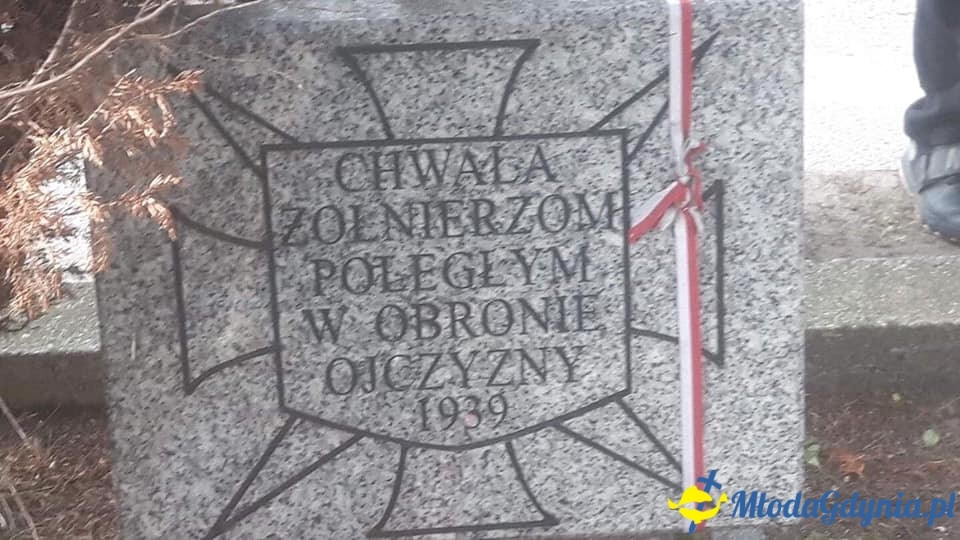 CHWAŁA
ŻOŁNIERZOM
POLEGŁYM
W OBRONIE
OJCZYZNY
1939
MłodaGdynia.pl